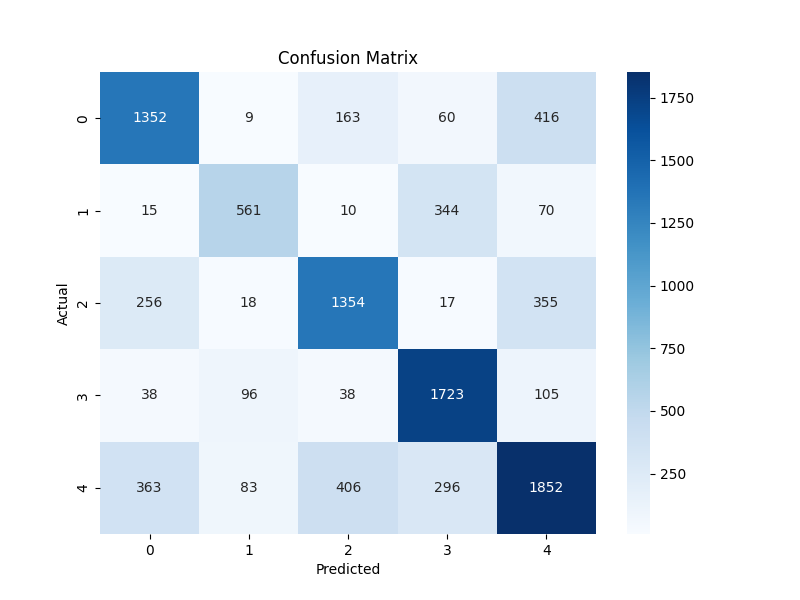 Confusion Matrix
Actual
0 1352 9 163 60 416
1 15 561 10 344 70
2 256 18 1354 17 355
3 38 96 38 1723 105
4 363 83 406 296 1852
0 1 2 3 4
Predicted
1750
1500
1250
1000
750
500
250